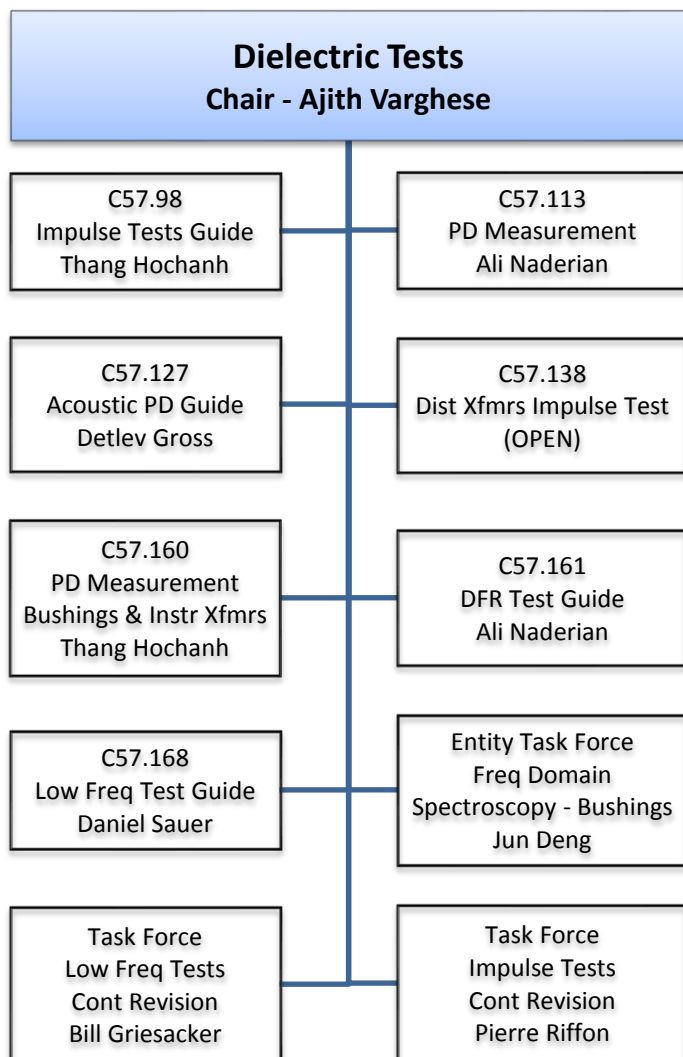 Dielectric Tests
Chair - Ajith Varghese
C57.98
Impulse Tests Guide
Thang Hochanh
C57.113
PD Measurement
Ali Naderian
C57.127
Acoustic PD Guide
Detlev Gross
C57.138
Dist Xfmrs Impulse Test
(OPEN)
C57.160
PD Measurement
Bushings & Instr Xfmrs
Thang Hochanh
C57.161
DFR Test Guide
Ali Naderian
C57.168
Low Freq Test Guide
Daniel Sauer
Entity Task Force
Freq Domain
Spectroscopy - Bushings
Jun Deng
Task Force
Low Freq Tests
Cont Revision
Bill Griesacker
Task Force
Impulse Tests
Cont Revision
Pierre Riffon